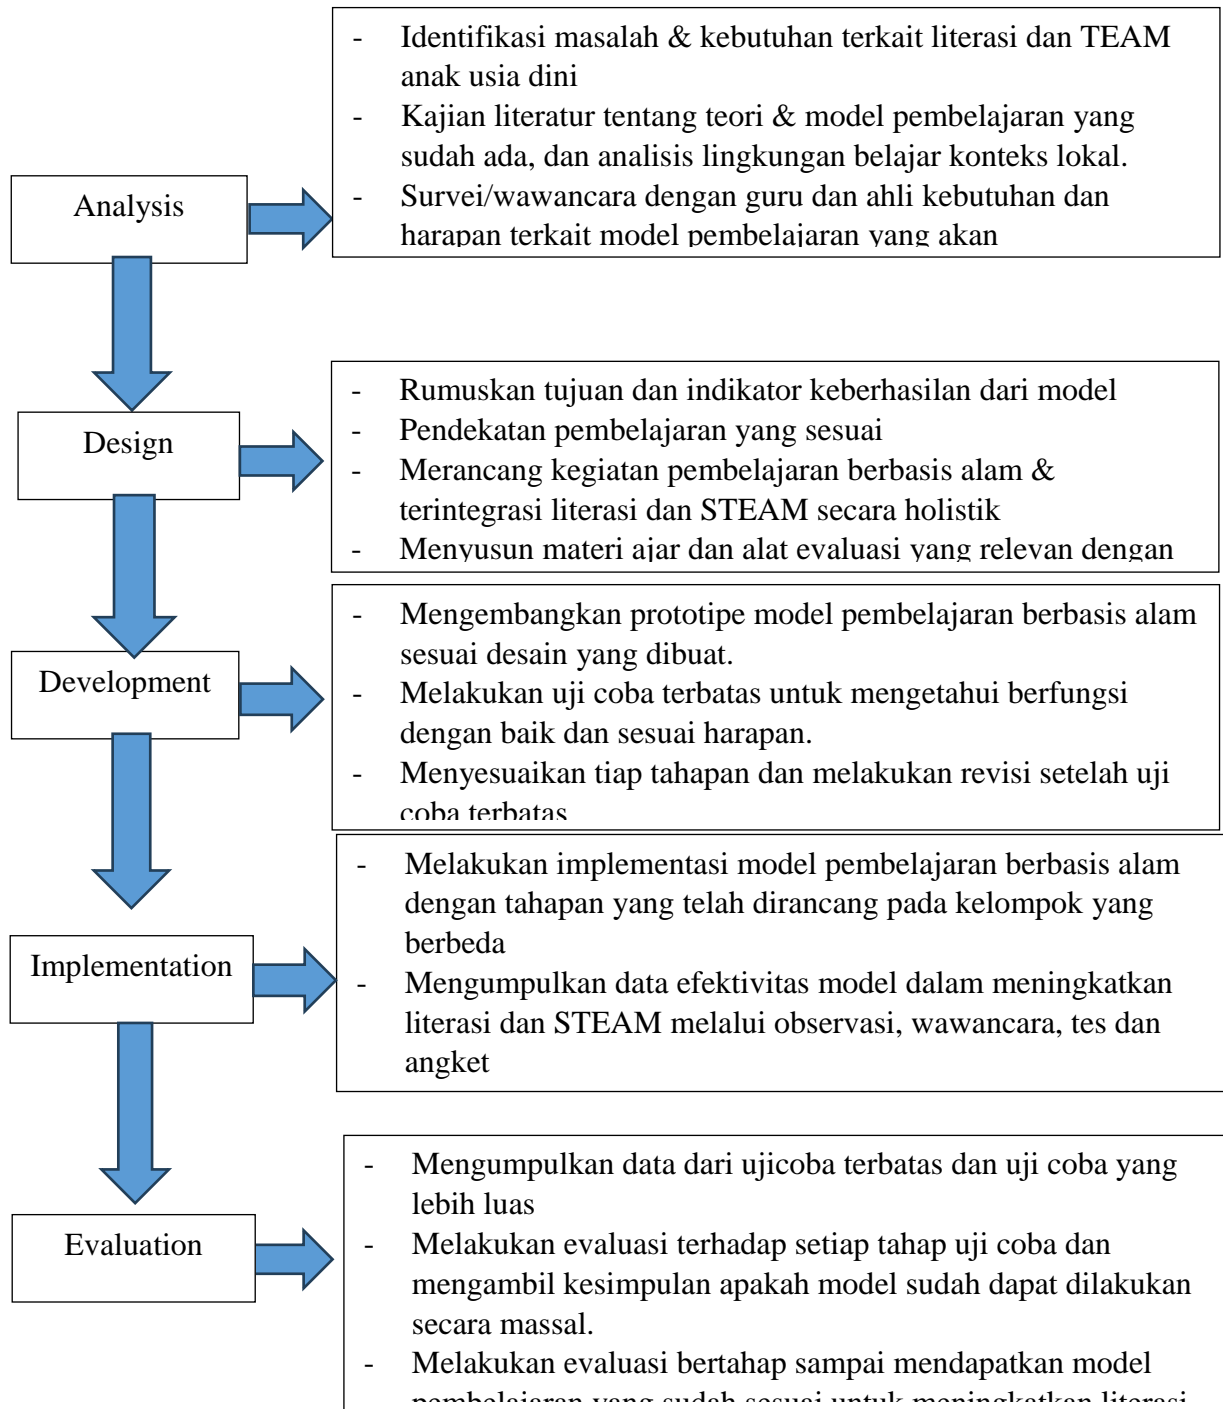 - Identifikasi masalah & kebutuhan terkait literasi dan TEAM
anak usia dini
- Kajian literatur tentang teori & model pembelajaran yang
sudah ada, dan analisis lingkungan belajar konteks lokal.
- Survei/wawancara dengan guru dan ahli kebutuhan dan
harapan terkait model pembelajaran yang akan
Analysis
- Rumuskan tujuan dan indikator keberhasilan dari model
- Pendekatan pembelajaran yang sesuai
- Merancang kegiatan pembelajaran berbasis alam &
terintegrasi literasi dan STEAM secara holistik
- Menyusun materi ajar dan alat evaluasi yang relevan dengan
Design
- Mengembangkan prototipe model pembelajaran berbasis alam
sesuai desain yang dibuat.
- Melakukan uji coba terbatas untuk mengetahui berfungsi
dengan baik dan sesuai harapan.
- Menyesuaikan tiap tahapan dan melakukan revisi setelah uji
coba terbatas
Development
- Melakukan implementasi model pembelajaran berbasis alam
dengan tahapan yang telah dirancang pada kelompok yang
berbeda
- Mengumpulkan data efektivitas model dalam meningkatkan
literasi dan STEAM melalui observasi, wawancara, tes dan
angket
Implementation
- Mengumpulkan data dari ujicoba terbatas dan uji coba yang
lebih luas
- Melakukan evaluasi terhadap setiap tahap uji coba dan
mengambil kesimpulan apakah model sudah dapat dilakukan
secara massal.
- Melakukan evaluasi bertahap sampai mendapatkan model
pembelajaran yang sudah sesuai untuk meningkatkan literasi
Evaluation